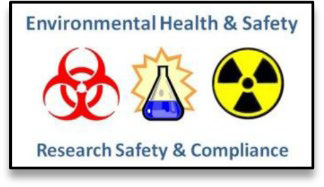 Environmental Health & Safety
Research Safety & Compliance